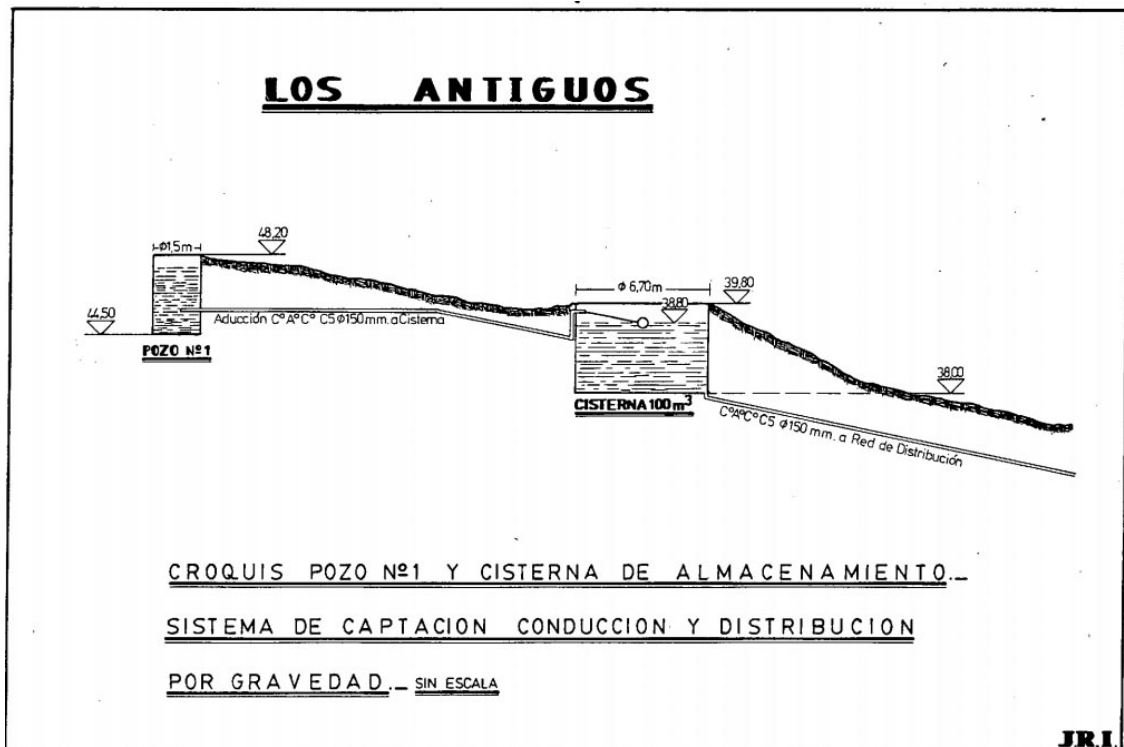 LOS ANTIGUOS
φ1,5m
48,20
φ 6,70m
39,80
38,80
44,50
Aducción CºAºCº C5 φ150mm. a Cisterna
POZO Nº1
38,00
CISTERNA 100 m³
CºAºCº C5 φ150 mm. a Red de Distribución
CROQUIS POZO Nº1 Y CISTERNA DE ALMACENAMIENTO._
SISTEMA DE CAPTACION CONDUCCION Y DISTRIBUCION
POR GRAVEDAD._ SIN ESCALA
J.R.I.